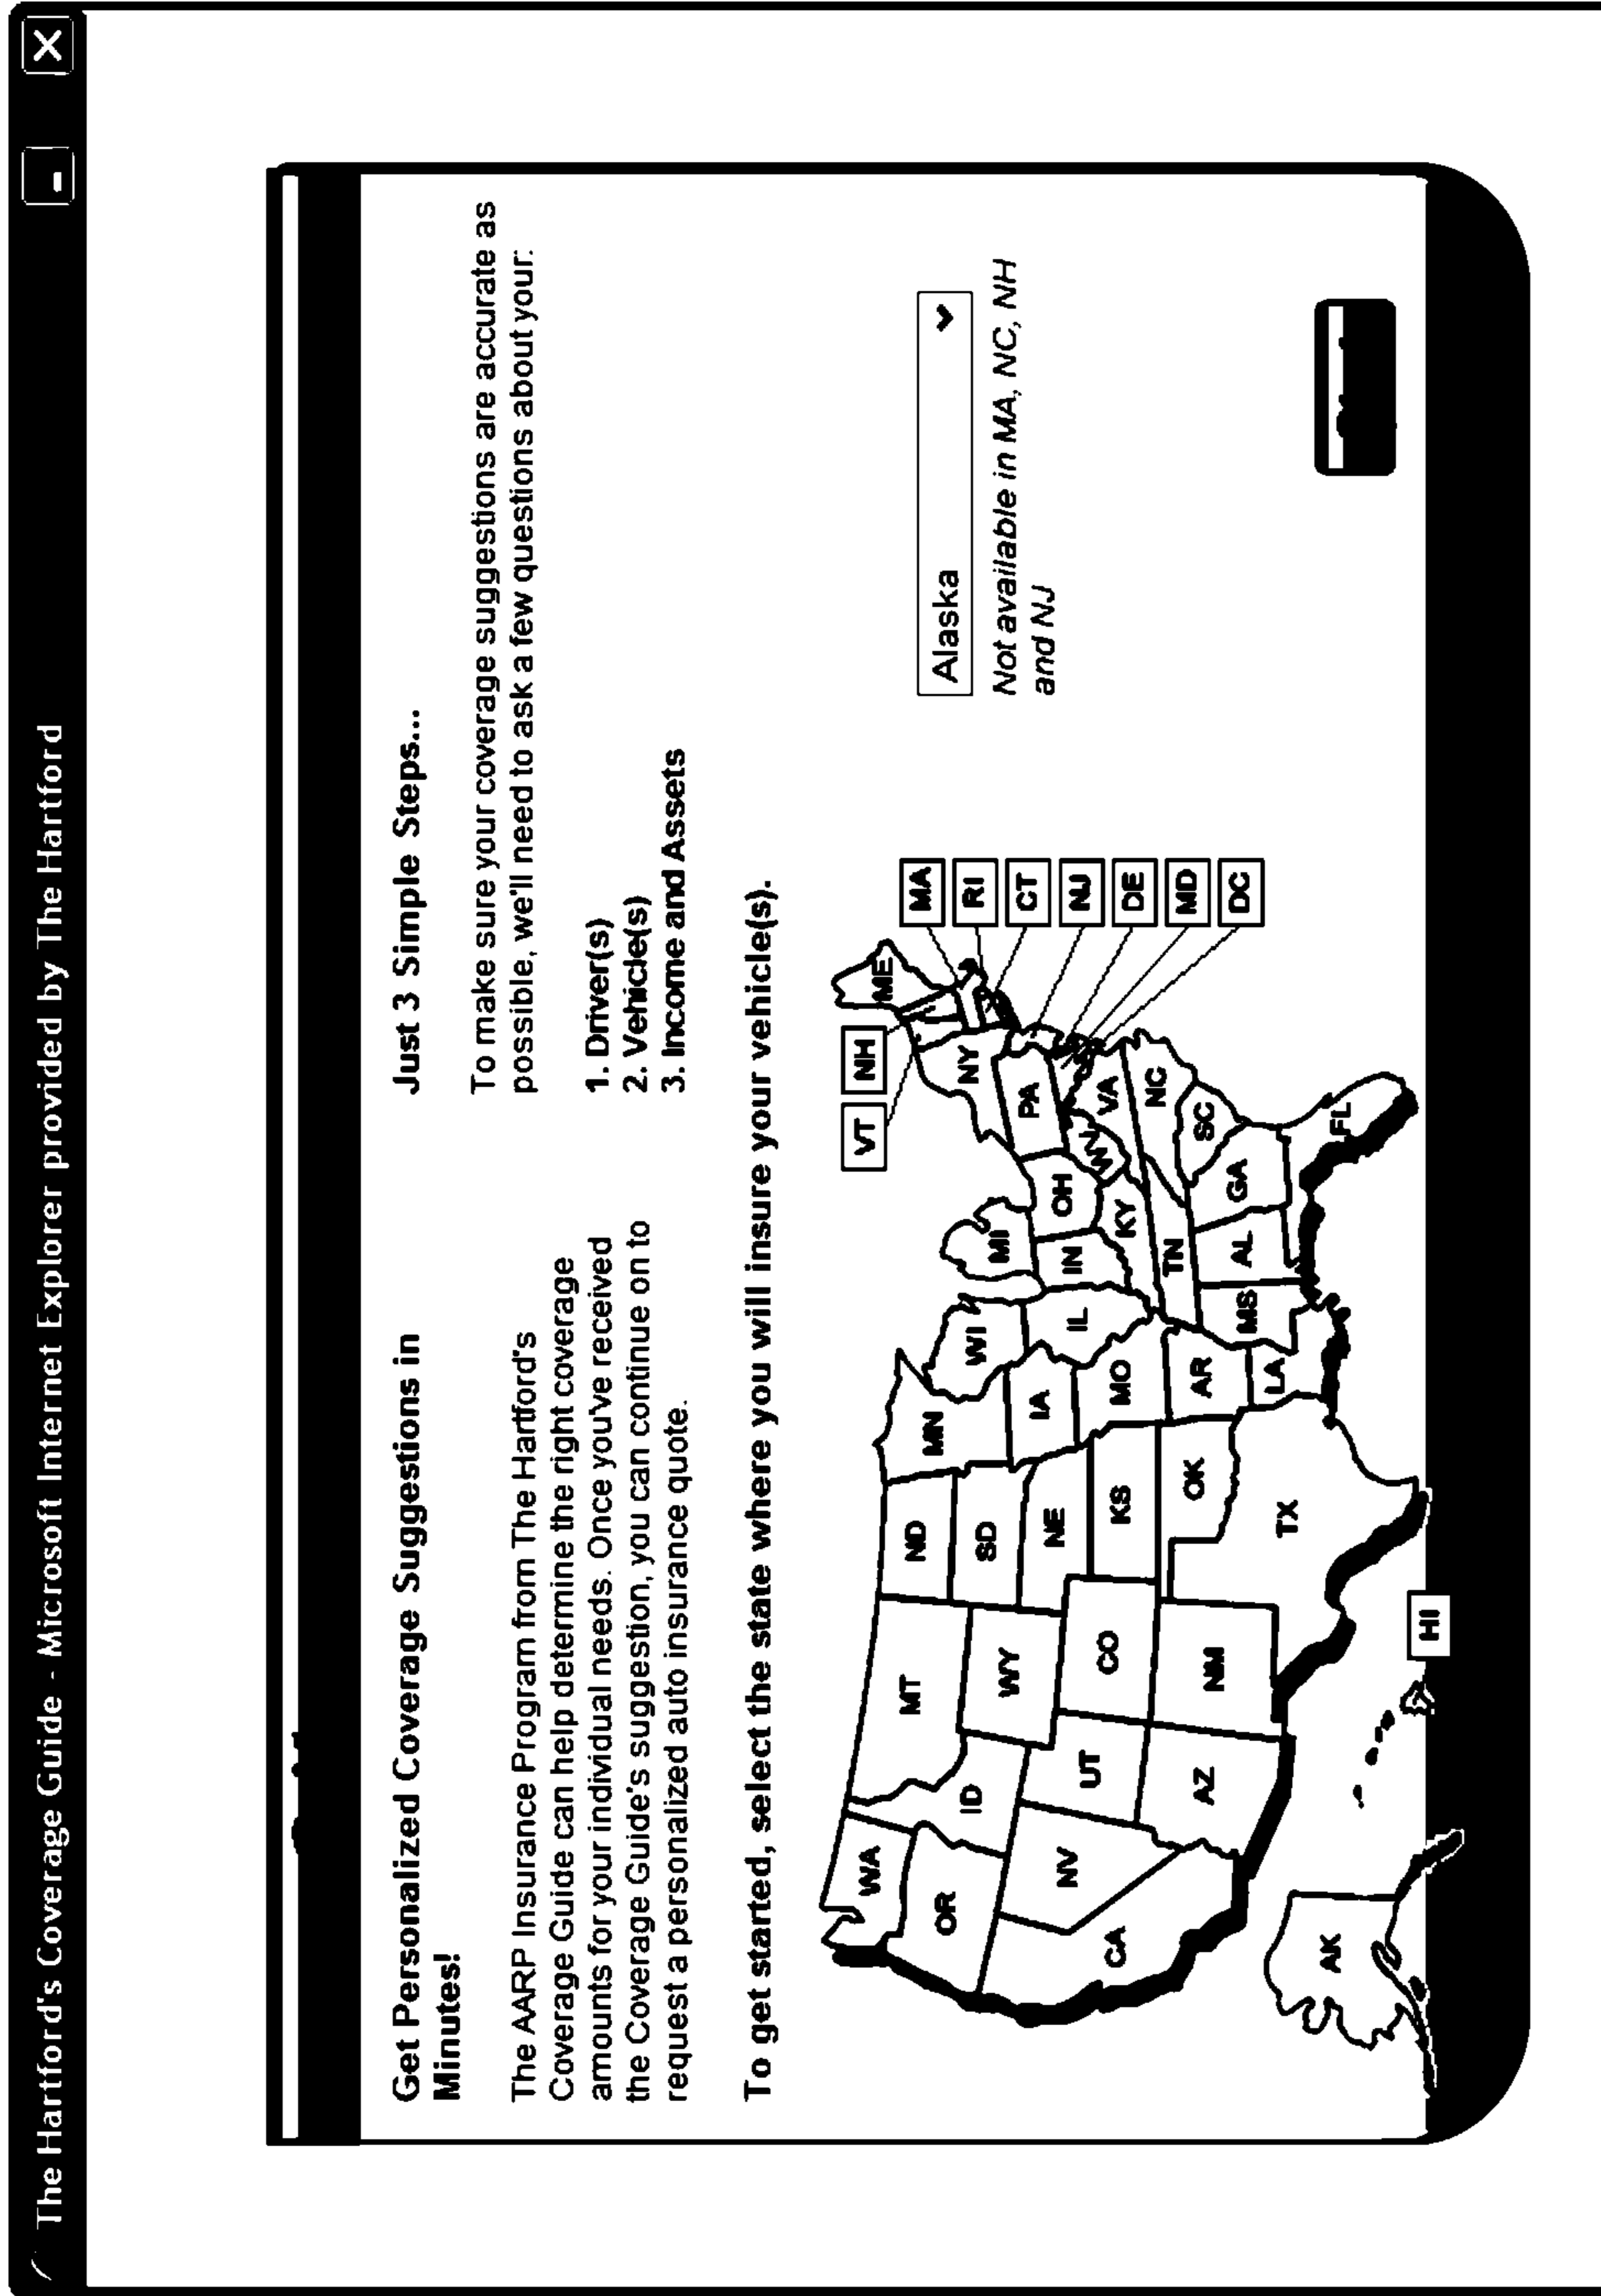 The Hartford's Coverage Guide - Microsoft Internet Explorer provided by The Hartford
Get Personalized Coverage Suggestions in
Minutes!
The AARP Insurance Program from The Hartford's
Coverage Guide can help determine the right coverage
amounts for your individual needs. Once you've received
the Coverage Guide's suggestion, you can continue on to
request a personalized auto insurance quote.
Just 3 Simple Steps...
To make sure your coverage suggestions are accurate as
possible, we'll need to ask a few questions about your:
1. Driver(s)
2. Vehicle(s)
3. Income and Assets
To get started, select the state where you will insure your vehicle(s).
WA
OR
CA
ID
NV
MT
WY
UT
AZ
CO
NM
ND
SD
NE
KS
OK
TX
MN
IA
MO
AR
LA
WI
IL
MS
MI
IN
OH
KY
TN
AL
GA
FL
SC
NC
VA
WV
PA
NY
VT
NH
ME
MA
RI
CT
NJ
DE
MD
DC
AK
HI
Alaska
Not available in MA, NC, NH
and NJ